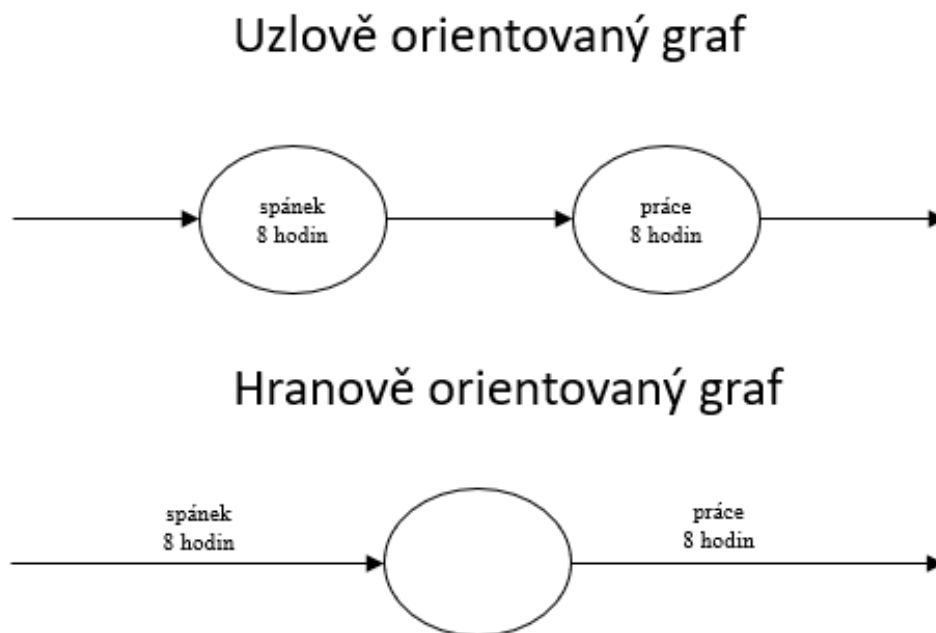 Uzlově orientovaný graf
spánek
8 hodin
práce
8 hodin
Hranově orientovaný graf
spánek
8 hodin
práce
8 hodin